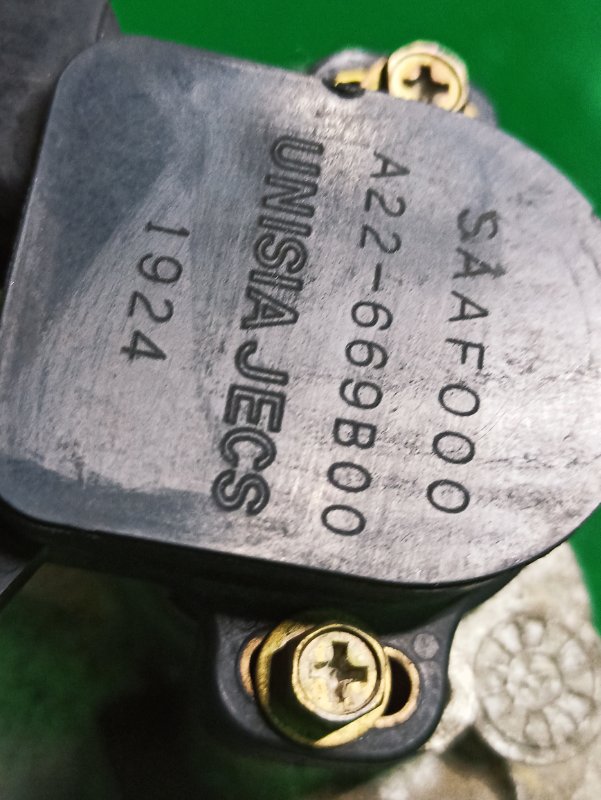 SAAF000
A22-669B00
UNISIA JECS
1924